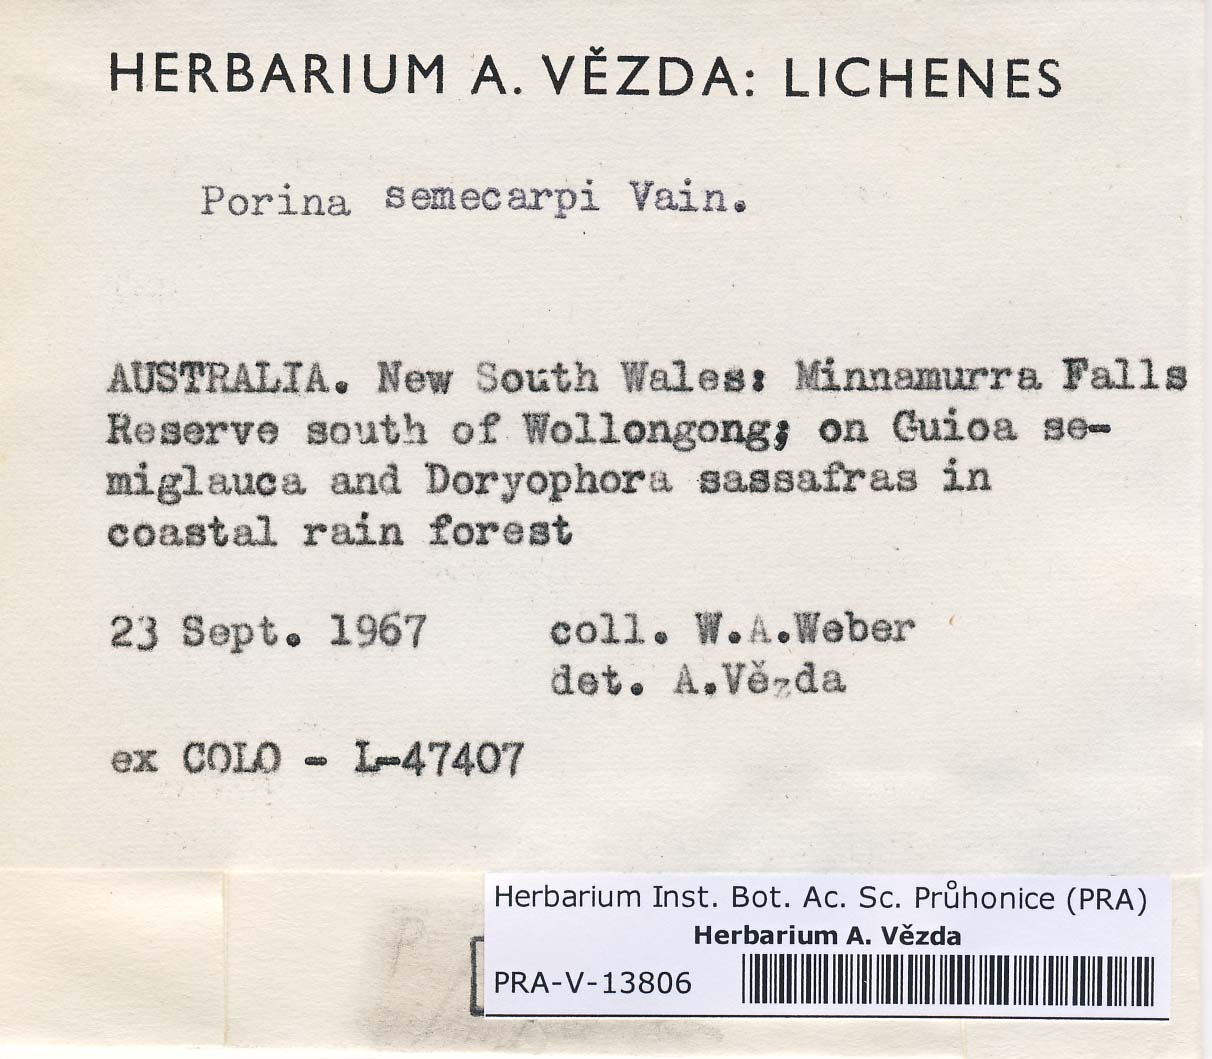 HERBARIUM A. VĚZDA: LICHENES
Porina semecarpi Vain.
AUSTRALIA. New South Wales: Minnamurra Falls
Reserve south of Wollongong; on Guioa se-
miglauca and Doryophora sassafras in
coastal rain forest
23 Sept. 1967 coll. W.A.Weber
det. A.Vězda
ex COLO - L-47407
Herbarium Inst. Bot. Ac. Sc. Průhonice (PRA)
Herbarium A. Vězda
PRA-V-13806